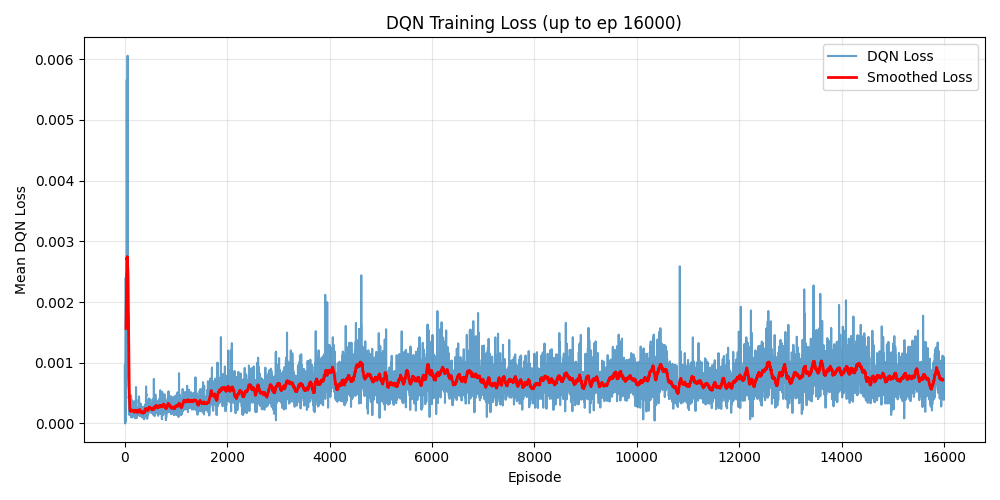 DQN Training Loss (up to ep 16000)
DQN Loss
Smoothed Loss
Mean DQN Loss
0.006
0.005
0.004
0.003
0.002
0.001
0.000
0 2000 4000 6000 8000 10000 12000 14000 16000
Episode